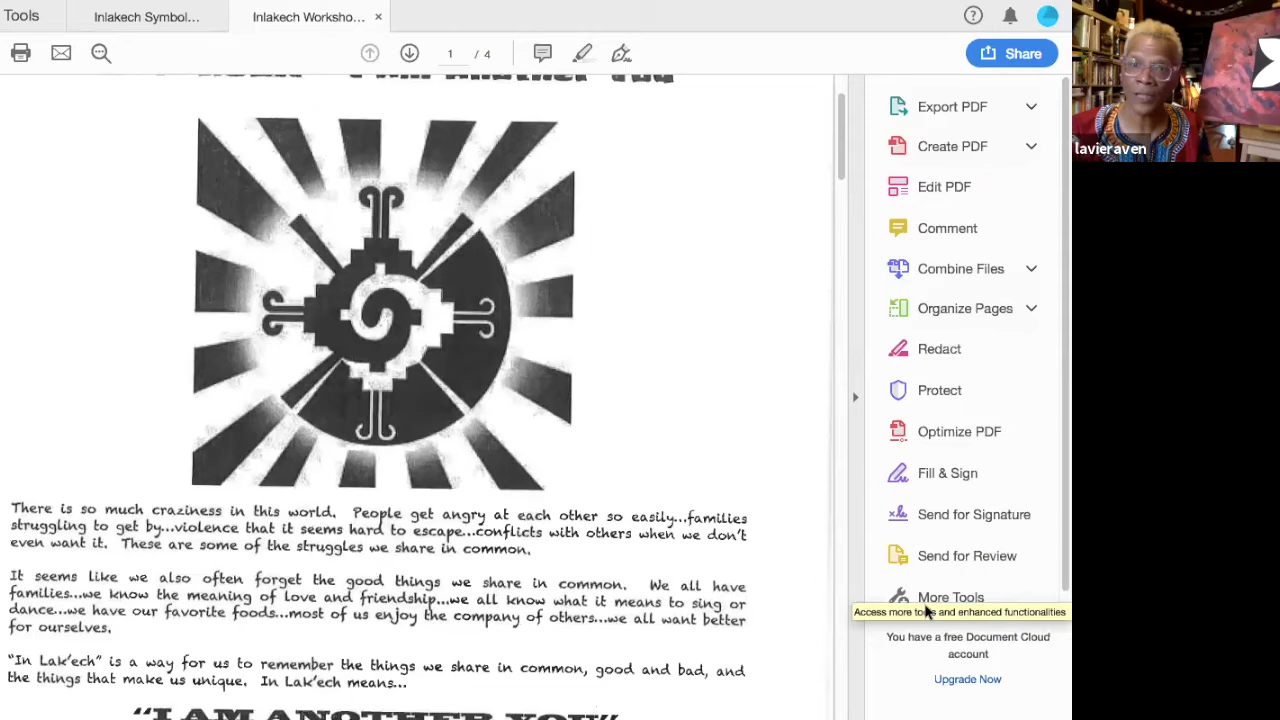 Tools
Inlakech Symbol...
Inlakech Worksho...
1 / 4
Share
I Am Another You
There is so much craziness in this world. People get angry at each other so easily...families
struggling to get by...violence that it seems hard to escape...conflicts with others when we don't
even want it. These are some of the struggles we share in common.
It seems like we also often forget the good things we share in common. We all have
families...we know the meaning of love and friendship...we all know what it means to sing or
dance...we have our favorite foods...most of us enjoy the company of others...we all want better
for ourselves.
"In Lak'ech" is a way for us to remember the things we share in common, good and bad, and
the things that make us unique. In Lak'ech means...
"I AM ANOTHER YOU"
Export PDF
Create PDF
Edit PDF
Comment
Combine Files
Organize Pages
Redact
Protect
Optimize PDF
Fill & Sign
Send for Signature
Send for Review
More Tools
Access more tools and enhanced functionalities
You have a free Document Cloud
account
Upgrade Now
lavieraven